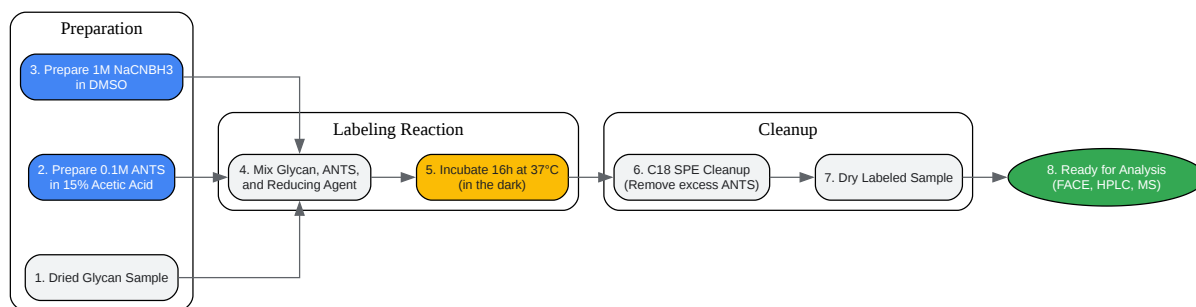 Preparation
3. Prepare 1M NaCNBH3
in DMSO
2. Prepare 0.1M ANTS
in 15% Acetic Acid
1. Dried Glycan Sample
Labeling Reaction
4. Mix Glycan, ANTS,
and Reducing Agent
5. Incubate 16h at 37°C
(in the dark)
Cleanup
6. C18 SPE Cleanup
(Remove excess ANTS)
7. Dry Labeled Sample
8. Ready for Analysis
(FACE, HPLC, MS)